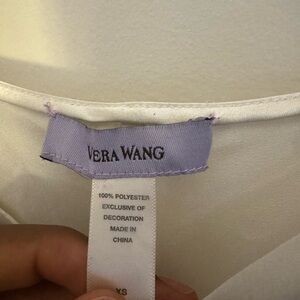 VERA WANG
100% POLYESTER
EXCLUSIVE OF
DECORATION
MADE IN
CHINA
XS